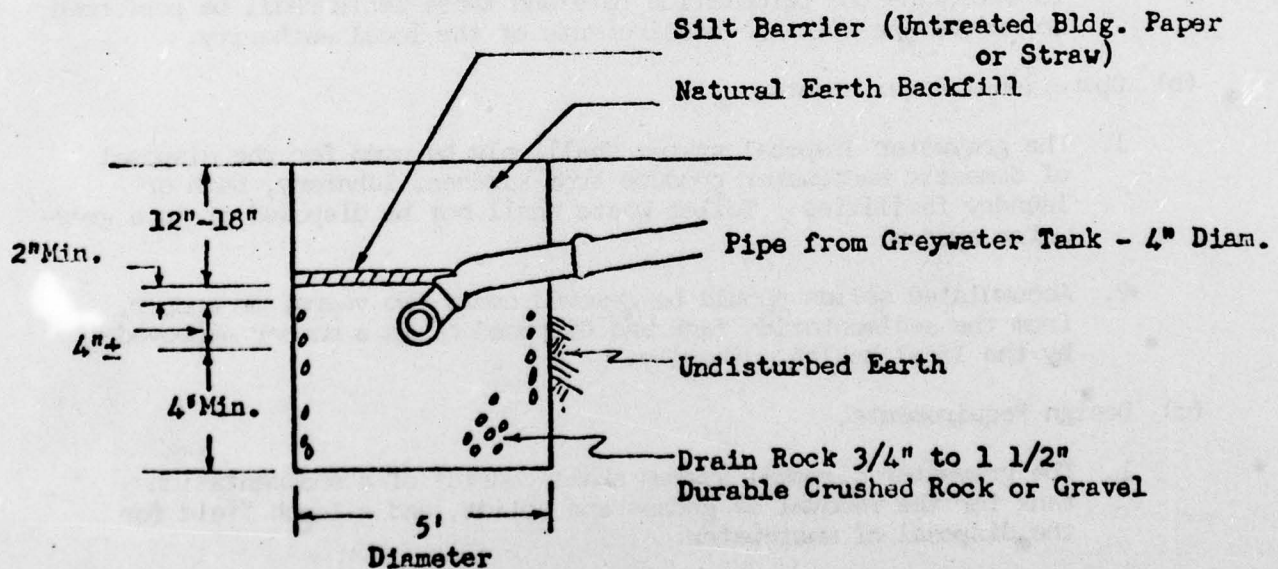 Silt Barrier (Untreated Bldg. Paper
or Straw)
Natural Earth Backfill
12"-18"
2"Min.
Pipe from Greywater Tank - 4" Diam.
4"±
Undisturbed Earth
4'Min.
Drain Rock 3/4" to 1 1/2"
Durable Crushed Rock or Gravel
5'
Diameter